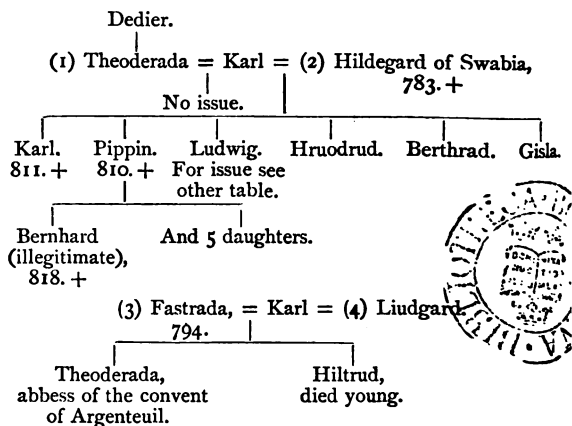 Dedier.
(1) Theoderada = Karl = (2) Hildegard of Swabia,
783. +
No issue.
Karl. Pippin. Ludwig. Hruodrud. Berthrad. Gisla.
811. + 810. + For issue see
other table.
Bernhard And 5 daughters.
(illegitimate),
818. +
(3) Fastrada, = Karl = (4) Liudgard.
794.
Theoderada, Hiltrud,
abbess of the convent died young.
of Argenteuil.